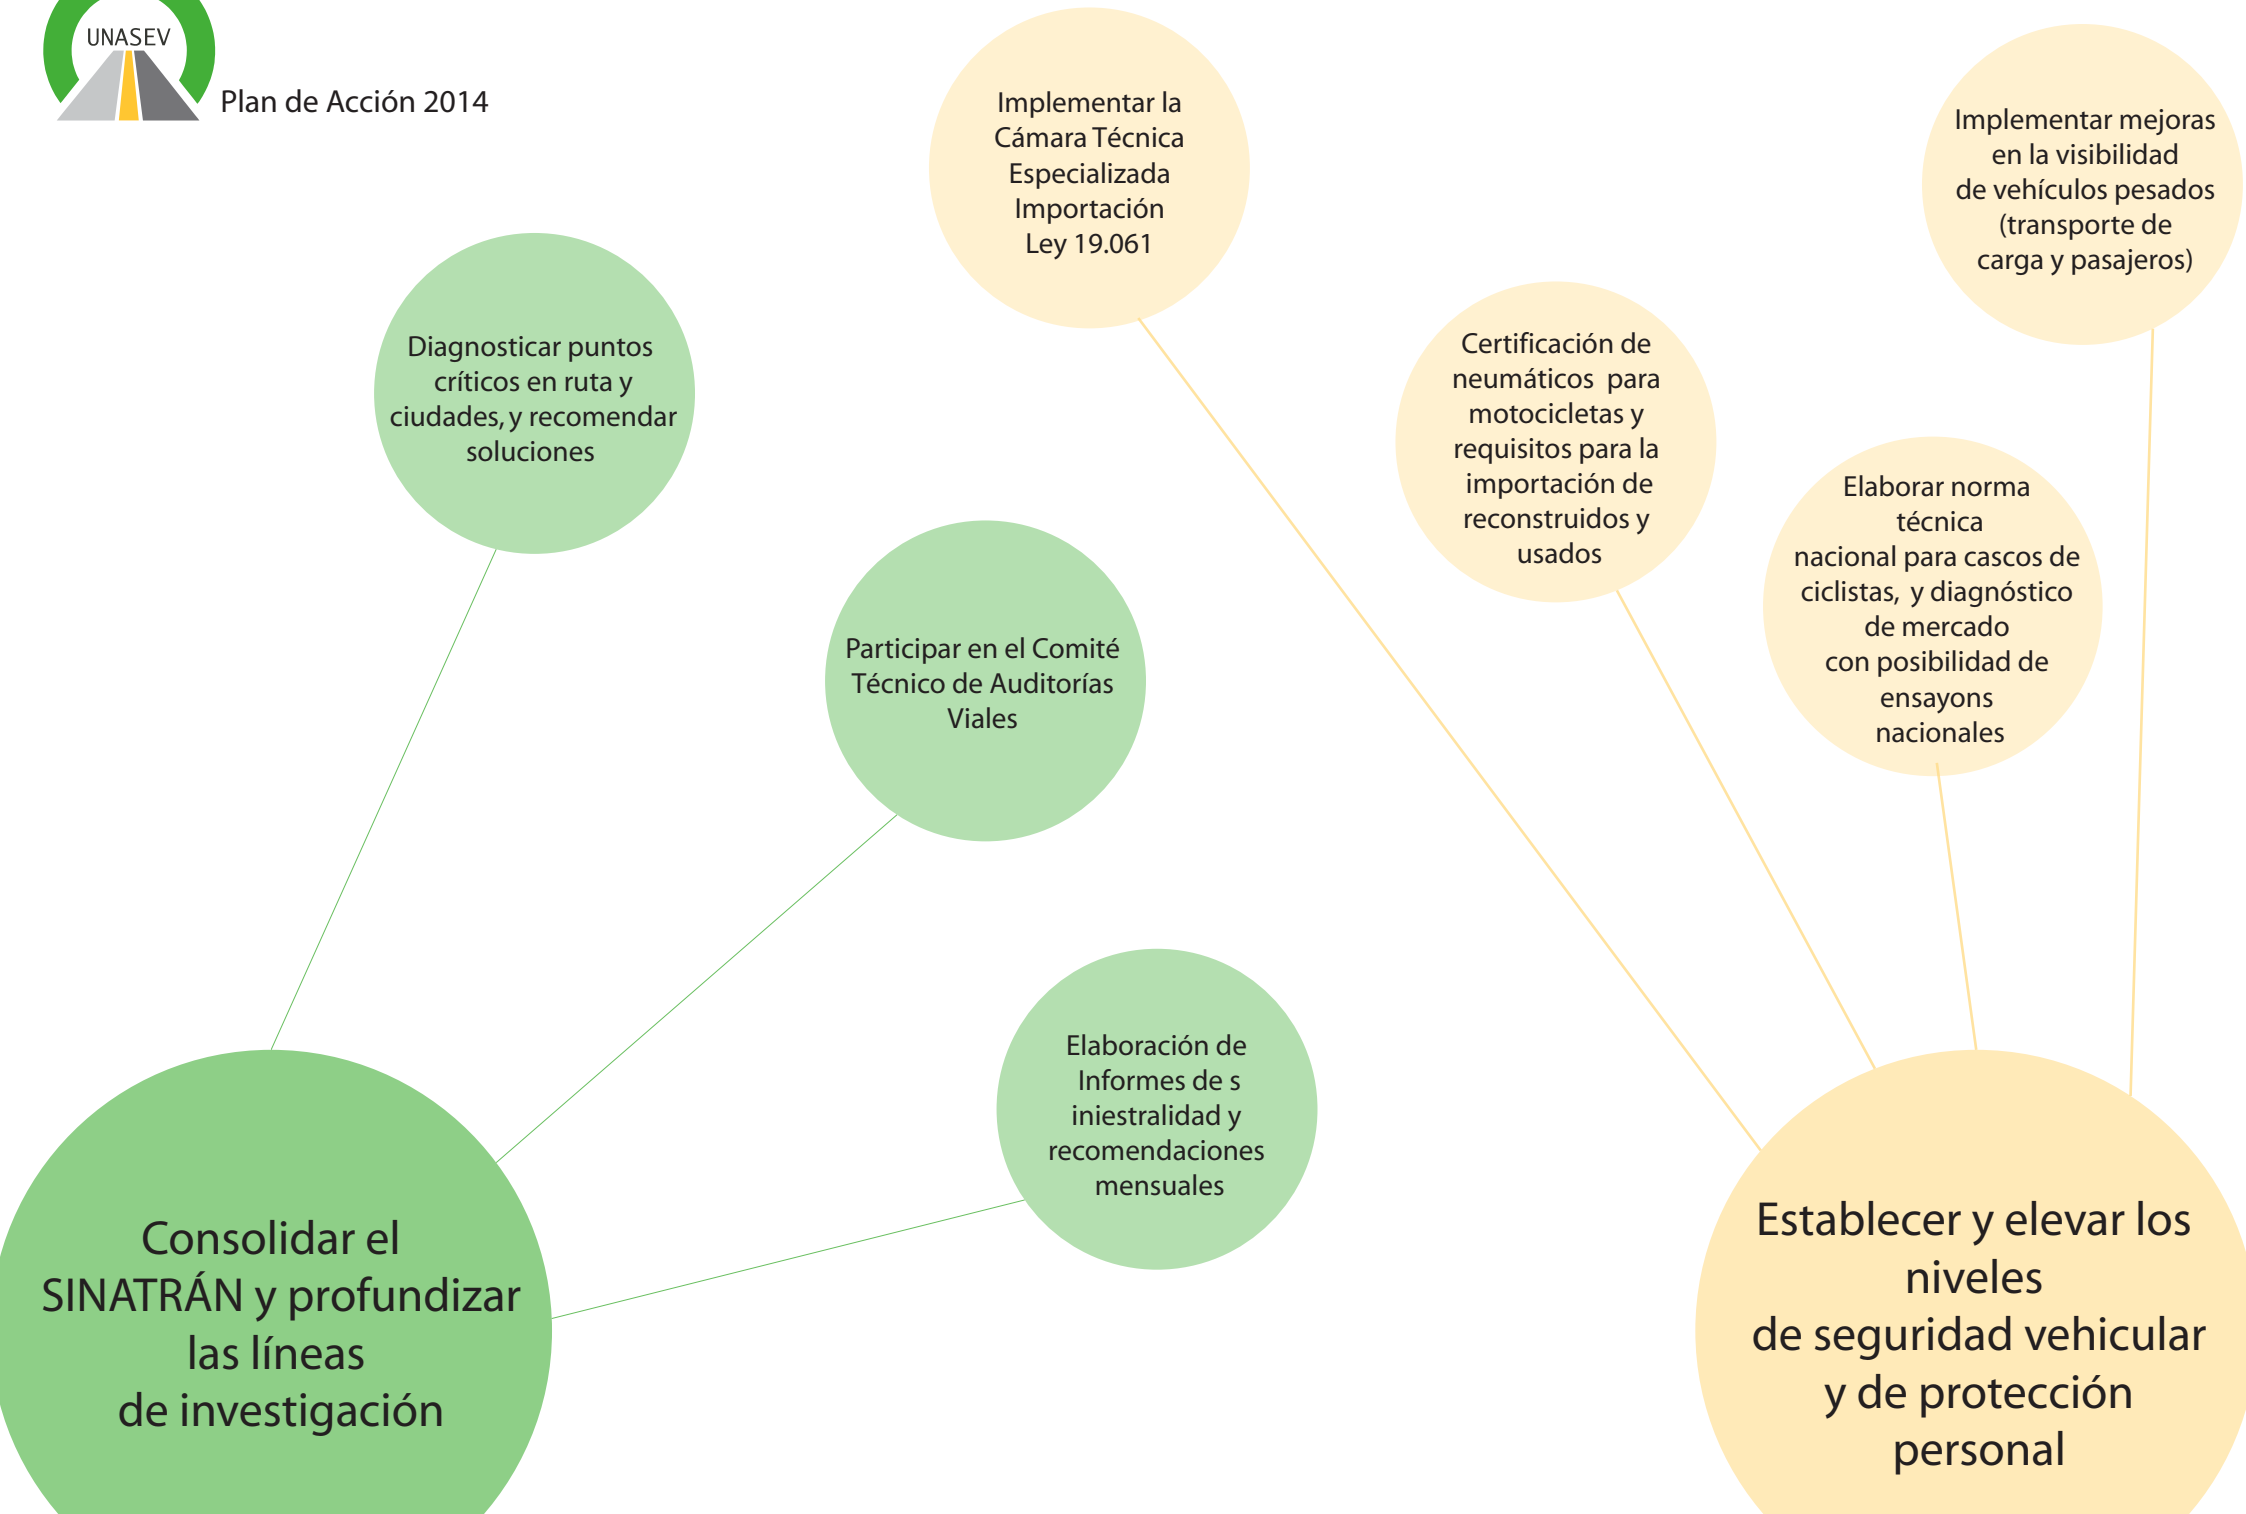 UNASEV
Plan de Acción 2014
Implementar la
Cámara Técnica
Especializada
Importación
Ley 19.061
Implementar mejoras
en la visibilidad
de vehículos pesados
(transporte de
carga y pasajeros)
Diagnosticar puntos
críticos en ruta y
ciudades, y recomendar
soluciones
Certificación de
neumáticos para
motocicletas y
requisitos para la
importación de
reconstruidos y
usados
Elaborar norma
técnica
nacional para cascos de
ciclistas, y diagnóstico
de mercado
con posibilidad de
ensayons
nacionales
Participar en el Comité
Técnico de Auditorías
Viales
Elaboración de
Informes de s
iniestralidad y
recomendaciones
mensuales
Consolidar el
SINATRÁN y profundizar
las líneas
de investigación
Establecer y elevar los
niveles
de seguridad vehicular
y de protección
personal